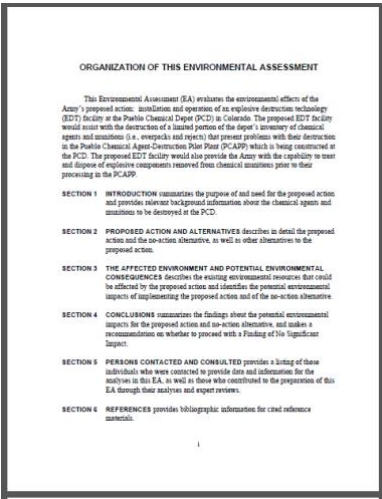 ORGANIZATION OF THIS ENVIRONMENTAL ASSESSMENT
This Environmental Assessment (EA) evaluates the environmental effects of the
Army's proposed action: installation and operation of an explosive destruction technology
(EDT) facility at the Pueblo Chemical Depot (PCD) in Colorado. The proposed EDT facility
would assist with the destruction of a limited portion of the depot's inventory of chemical
agents and munitions (i.e., overpacks and rejects) that present problems with their destruction
in the Pueblo Chemical Agent-Destruction Pilot Plant (PCAPP) which is being constructed at
the PCD. The proposed EDT facility would also provide the Army with the capability to treat
and dispose of explosive components removed from chemical munitions prior to their
processing in the PCAPP.
SECTION 1 INTRODUCTION summarizes the purpose of and need for the proposed action
and provides relevant background information about the chemical agents and
munitions to be destroyed at the PCD.
SECTION 2 PROPOSED ACTION AND ALTERNATIVES describes in detail the proposed
action and the no-action alternative, as well as other alternatives to the
proposed action.
SECTION 3 THE AFFECTED ENVIRONMENT AND POTENTIAL ENVIRONMENTAL
CONSEQUENCES describes the existing environmental resources that could
be affected by the proposed action and identifies the potential environmental
impacts of implementing the proposed action and of the no-action alternative.
SECTION 4 CONCLUSIONS summarizes the findings about the potential environmental
impacts for the proposed action and no-action alternative, and makes a
recommendation on whether to proceed with a Finding of No Significant
Impact.
SECTION 5 PERSONS CONTACTED AND CONSULTED provides a listing of those
individuals who were contacted to provide data and information for the
analyses in this EA, as well as those who contributed to the preparation of this
EA through their analyses and expert reviews.
SECTION 6 REFERENCES provides bibliographic information for cited reference
materials.
i